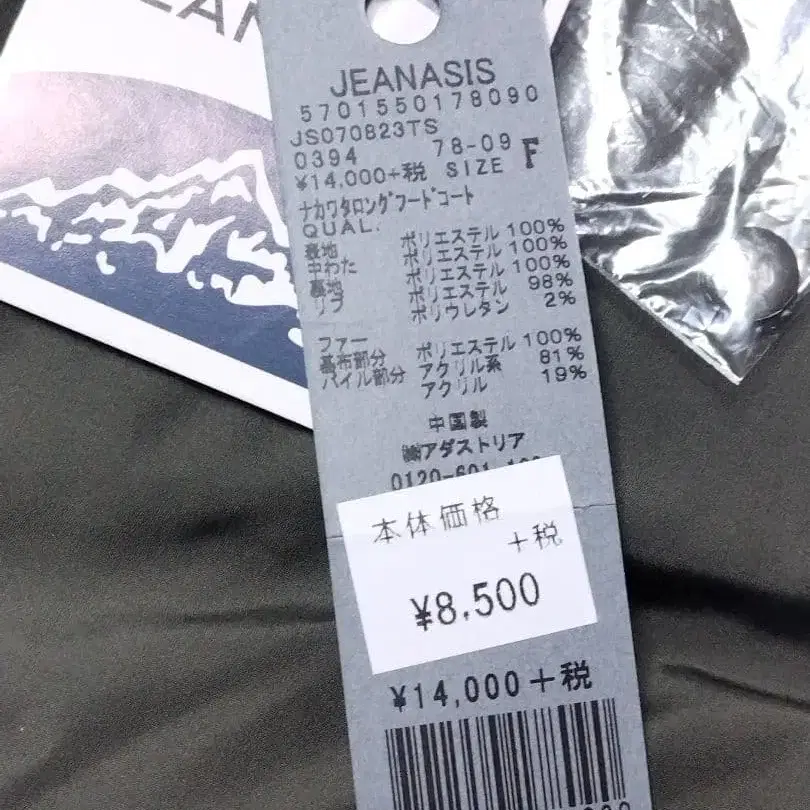 JEANASIS
5701550178090
JS070823TS
0394 78-09
¥14,000+税 SIZE F
ナカワタロングフードコート
QUAL.
表地 ポリエステル 100%
中わた ポリエステル 100%
裏地 ポリエステル 100%
リブ ポリエステル 98%
ポリウレタン 2%
ファー
基布部分 ポリエステル 100%
パイル部分 アクリル系 81%
アクリル 19%
中国製
㈱アダストリア
0120-601-
本体価格
+税
¥8,500
¥14,000+税